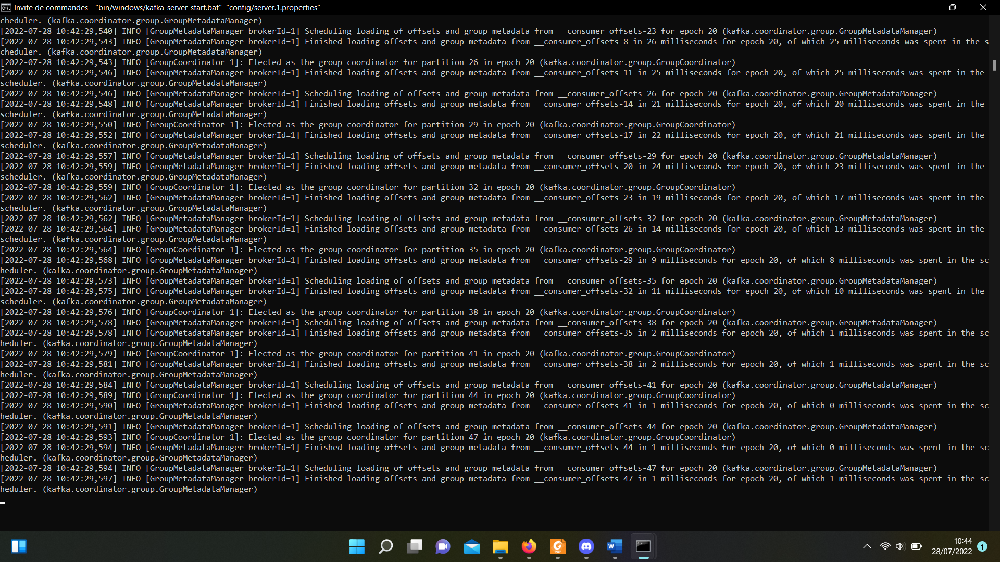 Invite de commandes - "bin/windows/kafka-server-start.bat"  "config/server.1.properties"
cheduler. (kafka.coordinator.group.GroupMetadataManager)
[2022-07-28 10:42:29,540] INFO [GroupMetadataManager brokerId=1] Scheduling loading of offsets and group metadata from __consumer_offsets-23 for epoch 20 (kafka.coordinator.group.GroupMetadataManager)
[2022-07-28 10:42:29,543] INFO [GroupMetadataManager brokerId=1] Finished loading offsets and group metadata from __consumer_offsets-8 in 26 milliseconds for epoch 20, of which 25 milliseconds was spent in the s
cheduler. (kafka.coordinator.group.GroupMetadataManager)
[2022-07-28 10:42:29,543] INFO [GroupCoordinator 1]: Elected as the group coordinator for partition 26 in epoch 20 (kafka.coordinator.group.GroupCoordinator)
[2022-07-28 10:42:29,546] INFO [GroupMetadataManager brokerId=1] Finished loading offsets and group metadata from __consumer_offsets-11 in 25 milliseconds for epoch 20, of which 25 milliseconds was spent in the
scheduler. (kafka.coordinator.group.GroupMetadataManager)
[2022-07-28 10:42:29,546] INFO [GroupMetadataManager brokerId=1] Scheduling loading of offsets and group metadata from __consumer_offsets-26 for epoch 20 (kafka.coordinator.group.GroupMetadataManager)
[2022-07-28 10:42:29,548] INFO [GroupMetadataManager brokerId=1] Finished loading offsets and group metadata from __consumer_offsets-14 in 21 milliseconds for epoch 20, of which 20 milliseconds was spent in the
scheduler. (kafka.coordinator.group.GroupMetadataManager)
[2022-07-28 10:42:29,550] INFO [GroupCoordinator 1]: Elected as the group coordinator for partition 29 in epoch 20 (kafka.coordinator.group.GroupCoordinator)
[2022-07-28 10:42:29,552] INFO [GroupMetadataManager brokerId=1] Finished loading offsets and group metadata from __consumer_offsets-17 in 22 milliseconds for epoch 20, of which 21 milliseconds was spent in the
scheduler. (kafka.coordinator.group.GroupMetadataManager)
[2022-07-28 10:42:29,557] INFO [GroupMetadataManager brokerId=1] Scheduling loading of offsets and group metadata from __consumer_offsets-29 for epoch 20 (kafka.coordinator.group.GroupMetadataManager)
[2022-07-28 10:42:29,559] INFO [GroupMetadataManager brokerId=1] Finished loading offsets and group metadata from __consumer_offsets-20 in 24 milliseconds for epoch 20, of which 23 milliseconds was spent in the
scheduler. (kafka.coordinator.group.GroupMetadataManager)
[2022-07-28 10:42:29,559] INFO [GroupCoordinator 1]: Elected as the group coordinator for partition 32 in epoch 20 (kafka.coordinator.group.GroupCoordinator)
[2022-07-28 10:42:29,562] INFO [GroupMetadataManager brokerId=1] Finished loading offsets and group metadata from __consumer_offsets-23 in 19 milliseconds for epoch 20, of which 17 milliseconds was spent in the
scheduler. (kafka.coordinator.group.GroupMetadataManager)
[2022-07-28 10:42:29,562] INFO [GroupMetadataManager brokerId=1] Scheduling loading of offsets and group metadata from __consumer_offsets-32 for epoch 20 (kafka.coordinator.group.GroupMetadataManager)
[2022-07-28 10:42:29,564] INFO [GroupMetadataManager brokerId=1] Finished loading offsets and group metadata from __consumer_offsets-26 in 14 milliseconds for epoch 20, of which 13 milliseconds was spent in the
scheduler. (kafka.coordinator.group.GroupMetadataManager)
[2022-07-28 10:42:29,564] INFO [GroupCoordinator 1]: Elected as the group coordinator for partition 35 in epoch 20 (kafka.coordinator.group.GroupCoordinator)
[2022-07-28 10:42:29,568] INFO [GroupMetadataManager brokerId=1] Finished loading offsets and group metadata from __consumer_offsets-29 in 9 milliseconds for epoch 20, of which 8 milliseconds was spent in the sc
heduler. (kafka.coordinator.group.GroupMetadataManager)
[2022-07-28 10:42:29,573] INFO [GroupMetadataManager brokerId=1] Scheduling loading of offsets and group metadata from __consumer_offsets-35 for epoch 20 (kafka.coordinator.group.GroupMetadataManager)
[2022-07-28 10:42:29,575] INFO [GroupMetadataManager brokerId=1] Finished loading offsets and group metadata from __consumer_offsets-32 in 11 milliseconds for epoch 20, of which 10 milliseconds was spent in the
scheduler. (kafka.coordinator.group.GroupMetadataManager)
[2022-07-28 10:42:29,576] INFO [GroupCoordinator 1]: Elected as the group coordinator for partition 38 in epoch 20 (kafka.coordinator.group.GroupCoordinator)
[2022-07-28 10:42:29,578] INFO [GroupMetadataManager brokerId=1] Scheduling loading of offsets and group metadata from __consumer_offsets-38 for epoch 20 (kafka.coordinator.group.GroupMetadataManager)
[2022-07-28 10:42:29,578] INFO [GroupMetadataManager brokerId=1] Finished loading offsets and group metadata from __consumer_offsets-35 in 2 milliseconds for epoch 20, of which 1 milliseconds was spent in the sc
heduler. (kafka.coordinator.group.GroupMetadataManager)
[2022-07-28 10:42:29,579] INFO [GroupCoordinator 1]: Elected as the group coordinator for partition 41 in epoch 20 (kafka.coordinator.group.GroupCoordinator)
[2022-07-28 10:42:29,581] INFO [GroupMetadataManager brokerId=1] Finished loading offsets and group metadata from __consumer_offsets-38 in 2 milliseconds for epoch 20, of which 1 milliseconds was spent in the sc
heduler. (kafka.coordinator.group.GroupMetadataManager)
[2022-07-28 10:42:29,584] INFO [GroupMetadataManager brokerId=1] Scheduling loading of offsets and group metadata from __consumer_offsets-41 for epoch 20 (kafka.coordinator.group.GroupMetadataManager)
[2022-07-28 10:42:29,589] INFO [GroupCoordinator 1]: Elected as the group coordinator for partition 44 in epoch 20 (kafka.coordinator.group.GroupCoordinator)
[2022-07-28 10:42:29,590] INFO [GroupMetadataManager brokerId=1] Finished loading offsets and group metadata from __consumer_offsets-41 in 1 milliseconds for epoch 20, of which 0 milliseconds was spent in the sc
heduler. (kafka.coordinator.group.GroupMetadataManager)
[2022-07-28 10:42:29,591] INFO [GroupMetadataManager brokerId=1] Scheduling loading of offsets and group metadata from __consumer_offsets-44 for epoch 20 (kafka.coordinator.group.GroupMetadataManager)
[2022-07-28 10:42:29,593] INFO [GroupCoordinator 1]: Elected as the group coordinator for partition 47 in epoch 20 (kafka.coordinator.group.GroupCoordinator)
[2022-07-28 10:42:29,594] INFO [GroupMetadataManager brokerId=1] Finished loading offsets and group metadata from __consumer_offsets-44 in 1 milliseconds for epoch 20, of which 0 milliseconds was spent in the sc
heduler. (kafka.coordinator.group.GroupMetadataManager)
[2022-07-28 10:42:29,594] INFO [GroupMetadataManager brokerId=1] Scheduling loading of offsets and group metadata from __consumer_offsets-47 for epoch 20 (kafka.coordinator.group.GroupMetadataManager)
[2022-07-28 10:42:29,597] INFO [GroupMetadataManager brokerId=1] Finished loading offsets and group metadata from __consumer_offsets-47 in 1 milliseconds for epoch 20, of which 1 milliseconds was spent in the sc
heduler. (kafka.coordinator.group.GroupMetadataManager)
PDF
W
10:44
28/07/2022
1